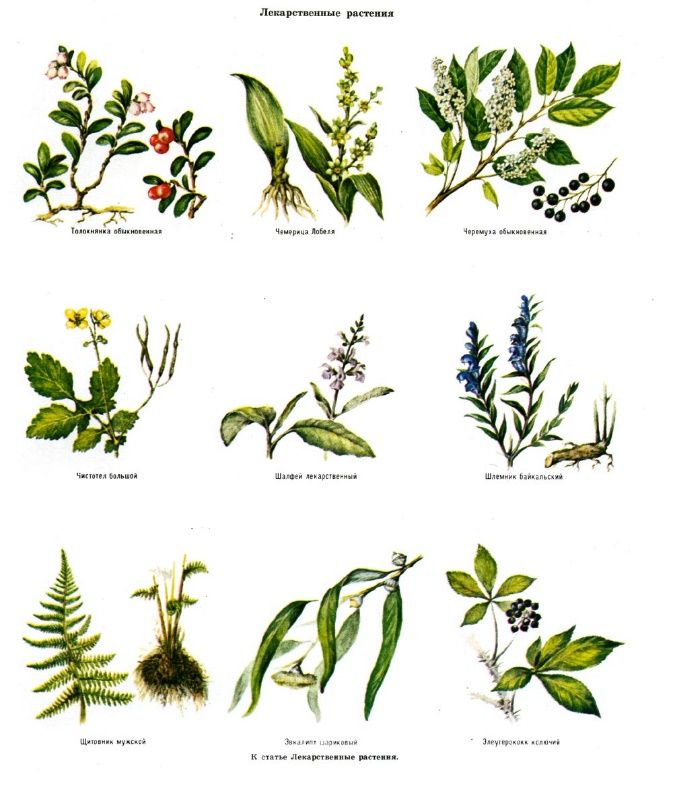 Лекарственные растения
Толокнянка обыкновенная
Чемерица Лобеля
Черемуха обыкновенная
Чистотел большой
Шалфей лекарственный
Шлемник байкальский
Щитовник мужской
Эвкалипт шариковый
Элеутерококк колючий
К статье Лекарственные растения.